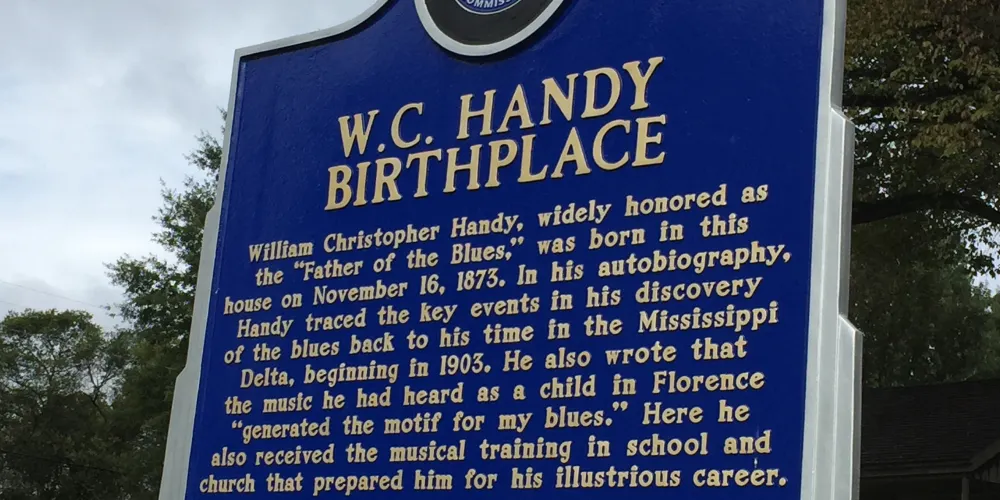 COMMISS
W.C. HANDY
BIRTHPLACE
William Christopher Handy, widely honored as
the “Father of the Blues,” was born in this
house on November 16, 1873. In his autobiography,
Handy traced the key events in his discovery
of the blues back to his time in the Mississippi
Delta, beginning in 1903. He also wrote that
the music he had heard as a child in Florence
“generated the motif for my blues.” Here he
also received the musical training in school and
church that prepared him for his illustrious career.